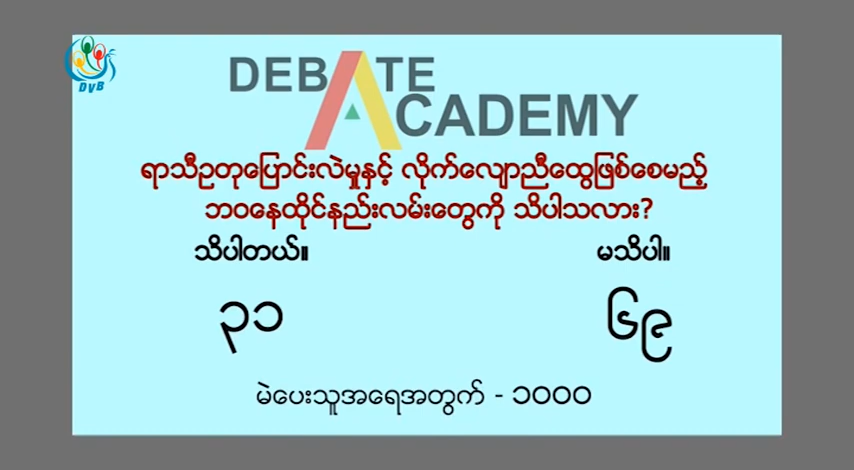 DVB
DEBATE
ACADEMY
ရာသီဥတုပြောင်းလဲမှုနှင့် လိုက်လျောညီထွေဖြစ်စေမည့်
ဘဝနေထိုင်နည်းလမ်းတွေကို သိပါသလား?
သိပါတယ်။ မသိပါ။
၃၁ ၆၉
မဲပေးသူအရေအတွက် - ၁၀၀၀